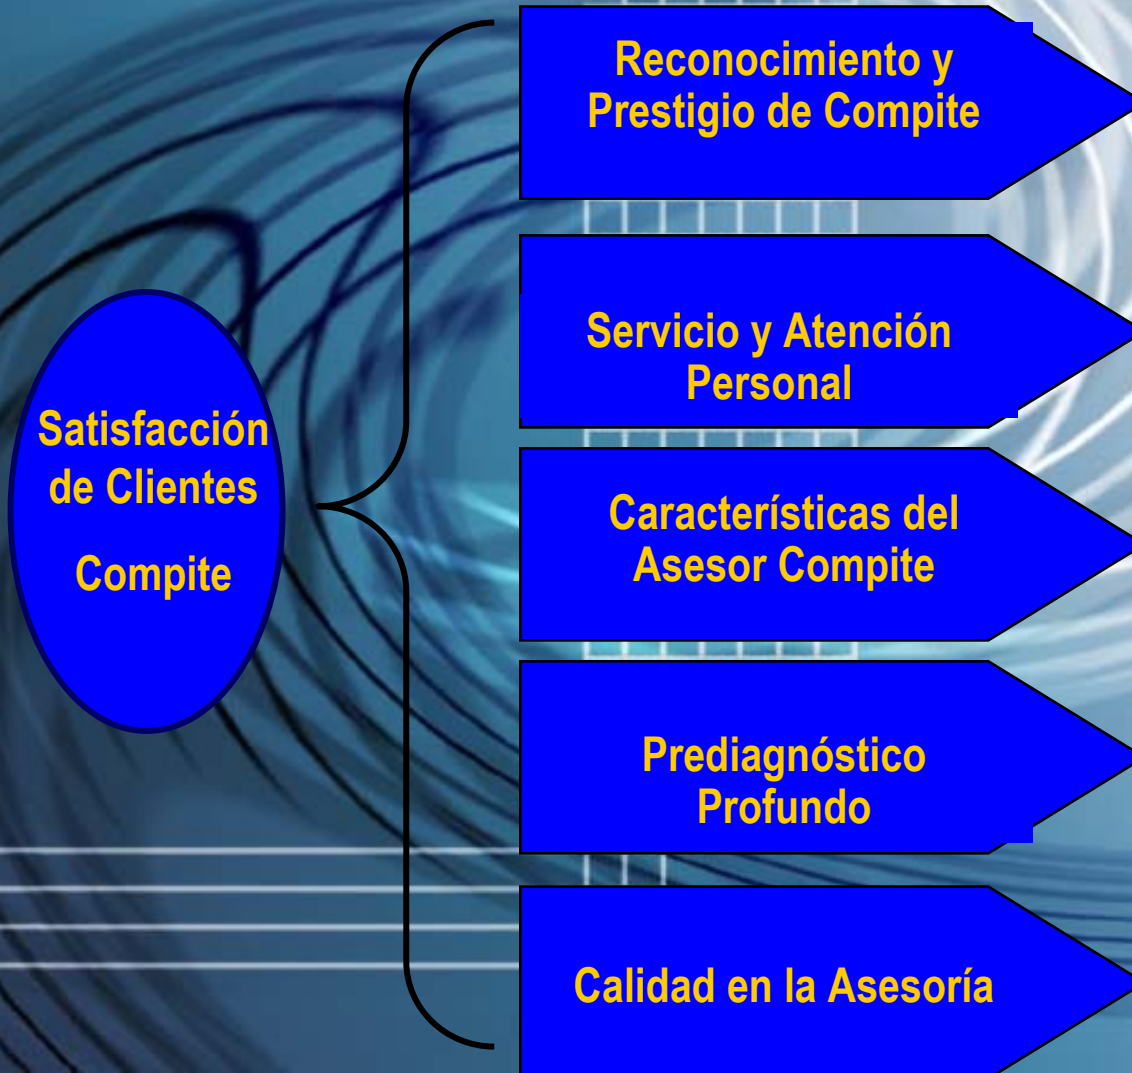 Satisfacción
de Clientes
Compite
Reconocimiento y
Prestigio de Compite
Servicio y Atención
Personal
Características del
Asesor Compite
Prediagnóstico
Profundo
Calidad en la Asesoría